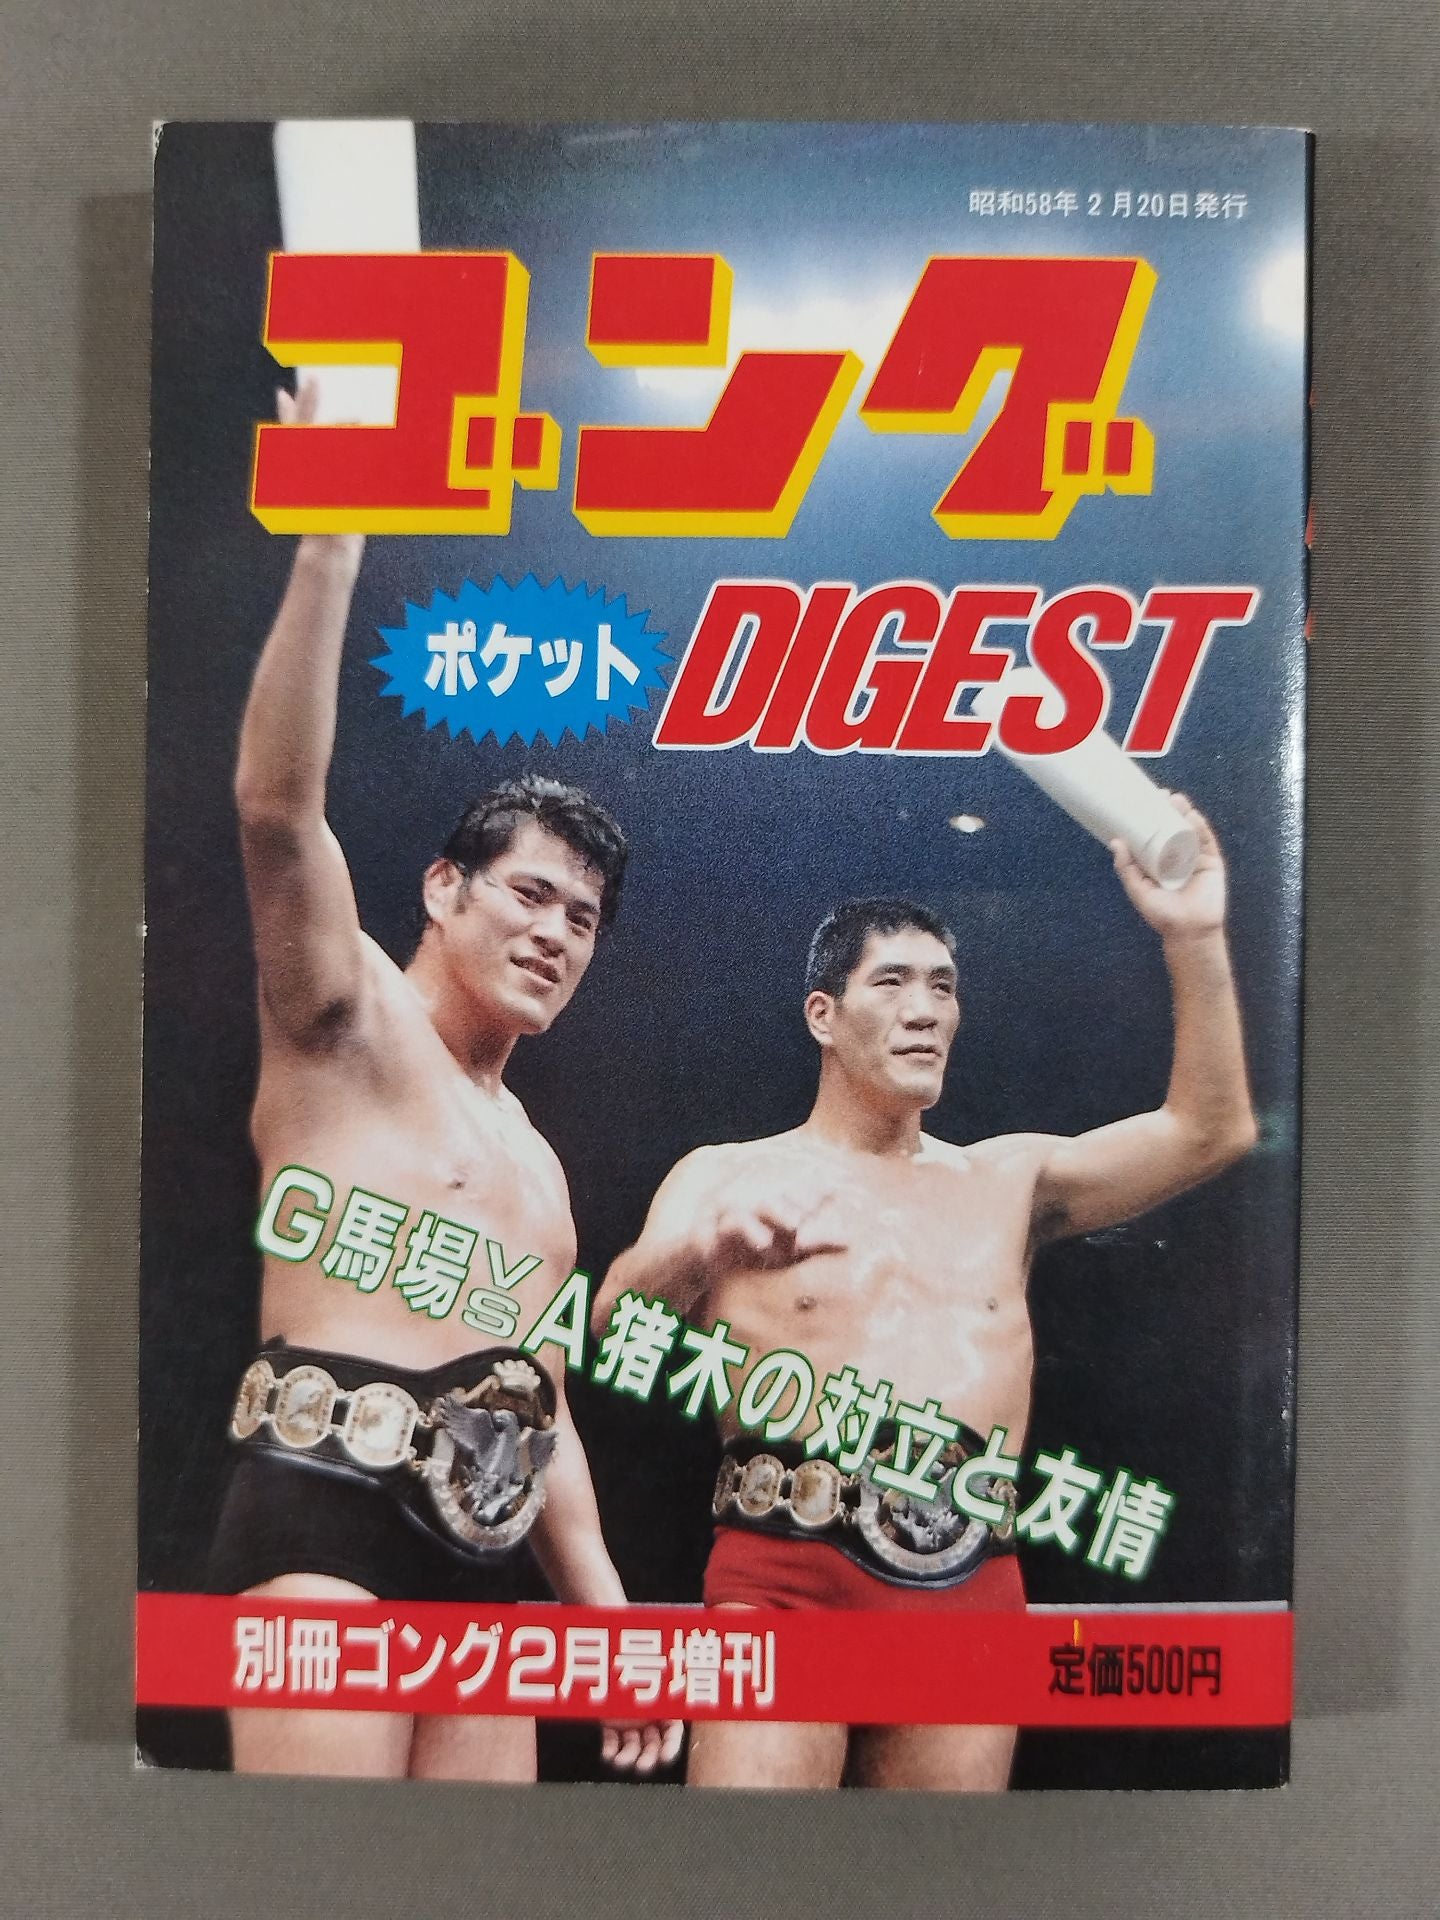 昭和58年2月20日発行
ゴング
ポケット
DIGEST
G馬場VSA猪木の対立と友情
別冊ゴング2月号増刊
定価500円